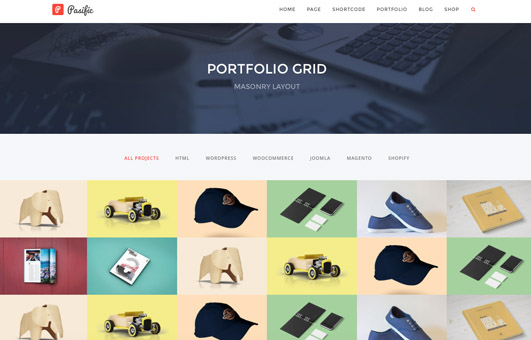 Pasific
HOME PAGE SHORTCODE PORTFOLIO BLOG SHOP
PORTFOLIO GRID
MASONRY LAYOUT
ALL PROJECTS HTML WORDPRESS WOOCOMMERCE JOOMLA MAGENTO SHOPIFY